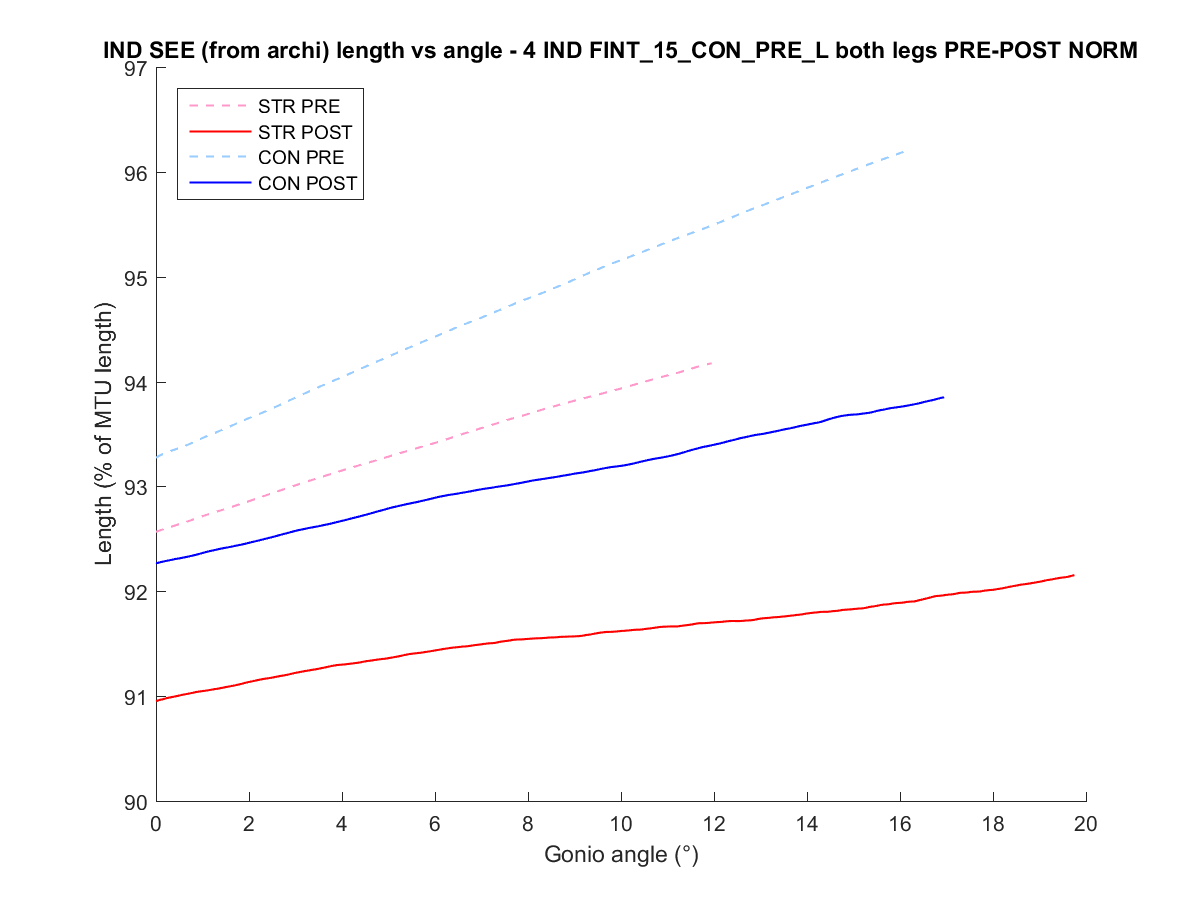 IND SEE (from archi) length vs angle - 4 IND FINT_15_CON_PRE_L both legs PRE-POST NORM
97
STR PRE
STR POST
CON PRE
CON POST
96
95
94
93
92
91
90
Length (% of MTU length)
0 2 4 6 8 10 12 14 16 18 20
Gonio angle (°)